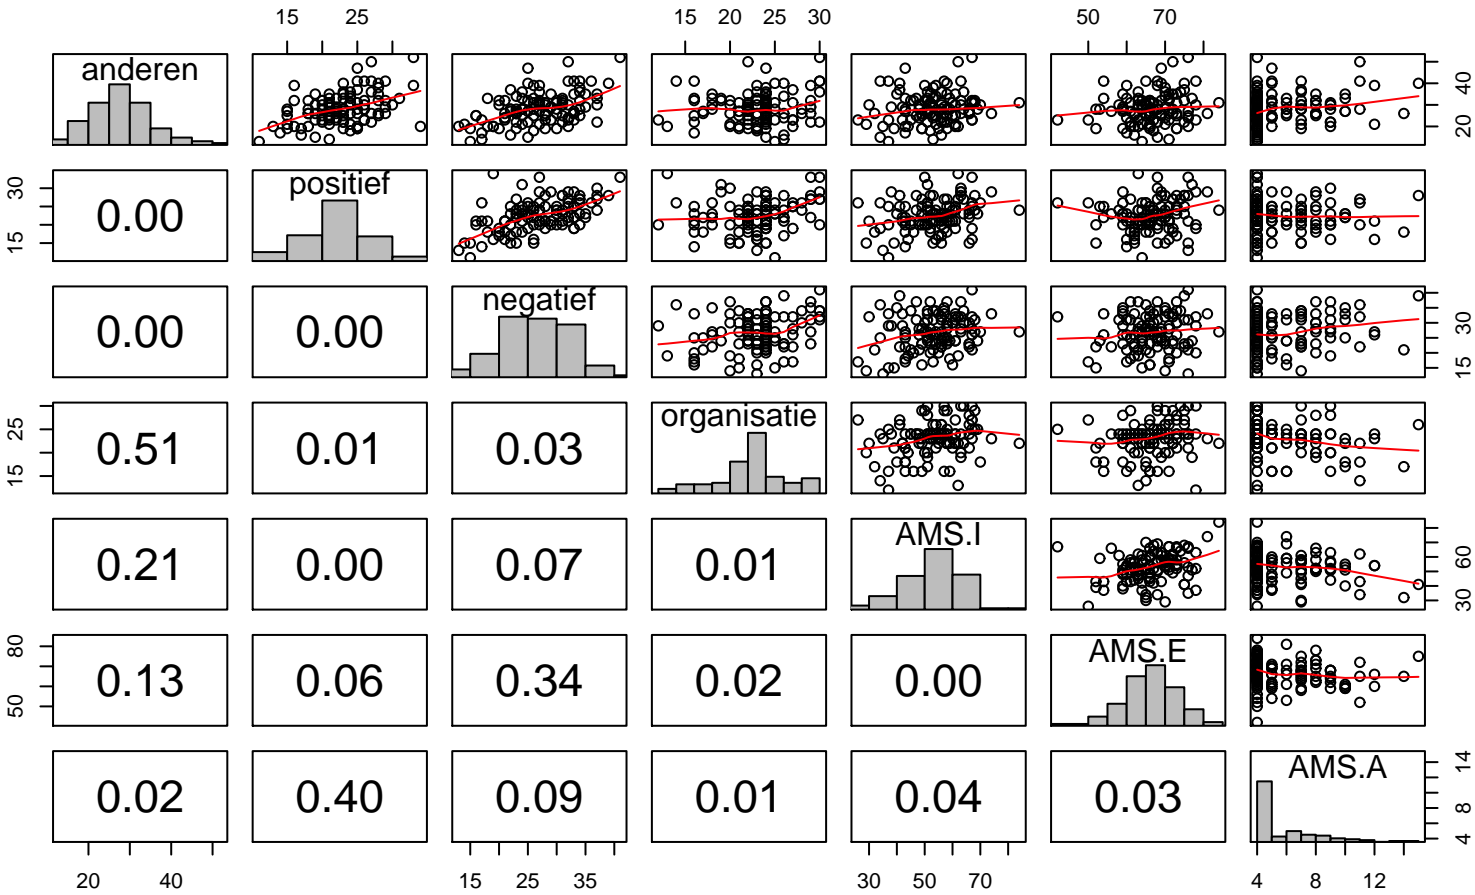 15 25 15 20 25 30 50 70
anderen
20 40
15 30
0.00
positief
0.00 0.00
negatief
15 30
15 25
0.51 0.01 0.03
organisatie
0.21 0.00 0.07 0.01
AMS.I
30 60
50 80
0.13 0.06 0.34 0.02 0.00
AMS.E
0.02 0.40 0.09 0.01 0.04 0.03
AMS.A
4 8 14
20 40 15 25 35 30 50 70 4 8 12